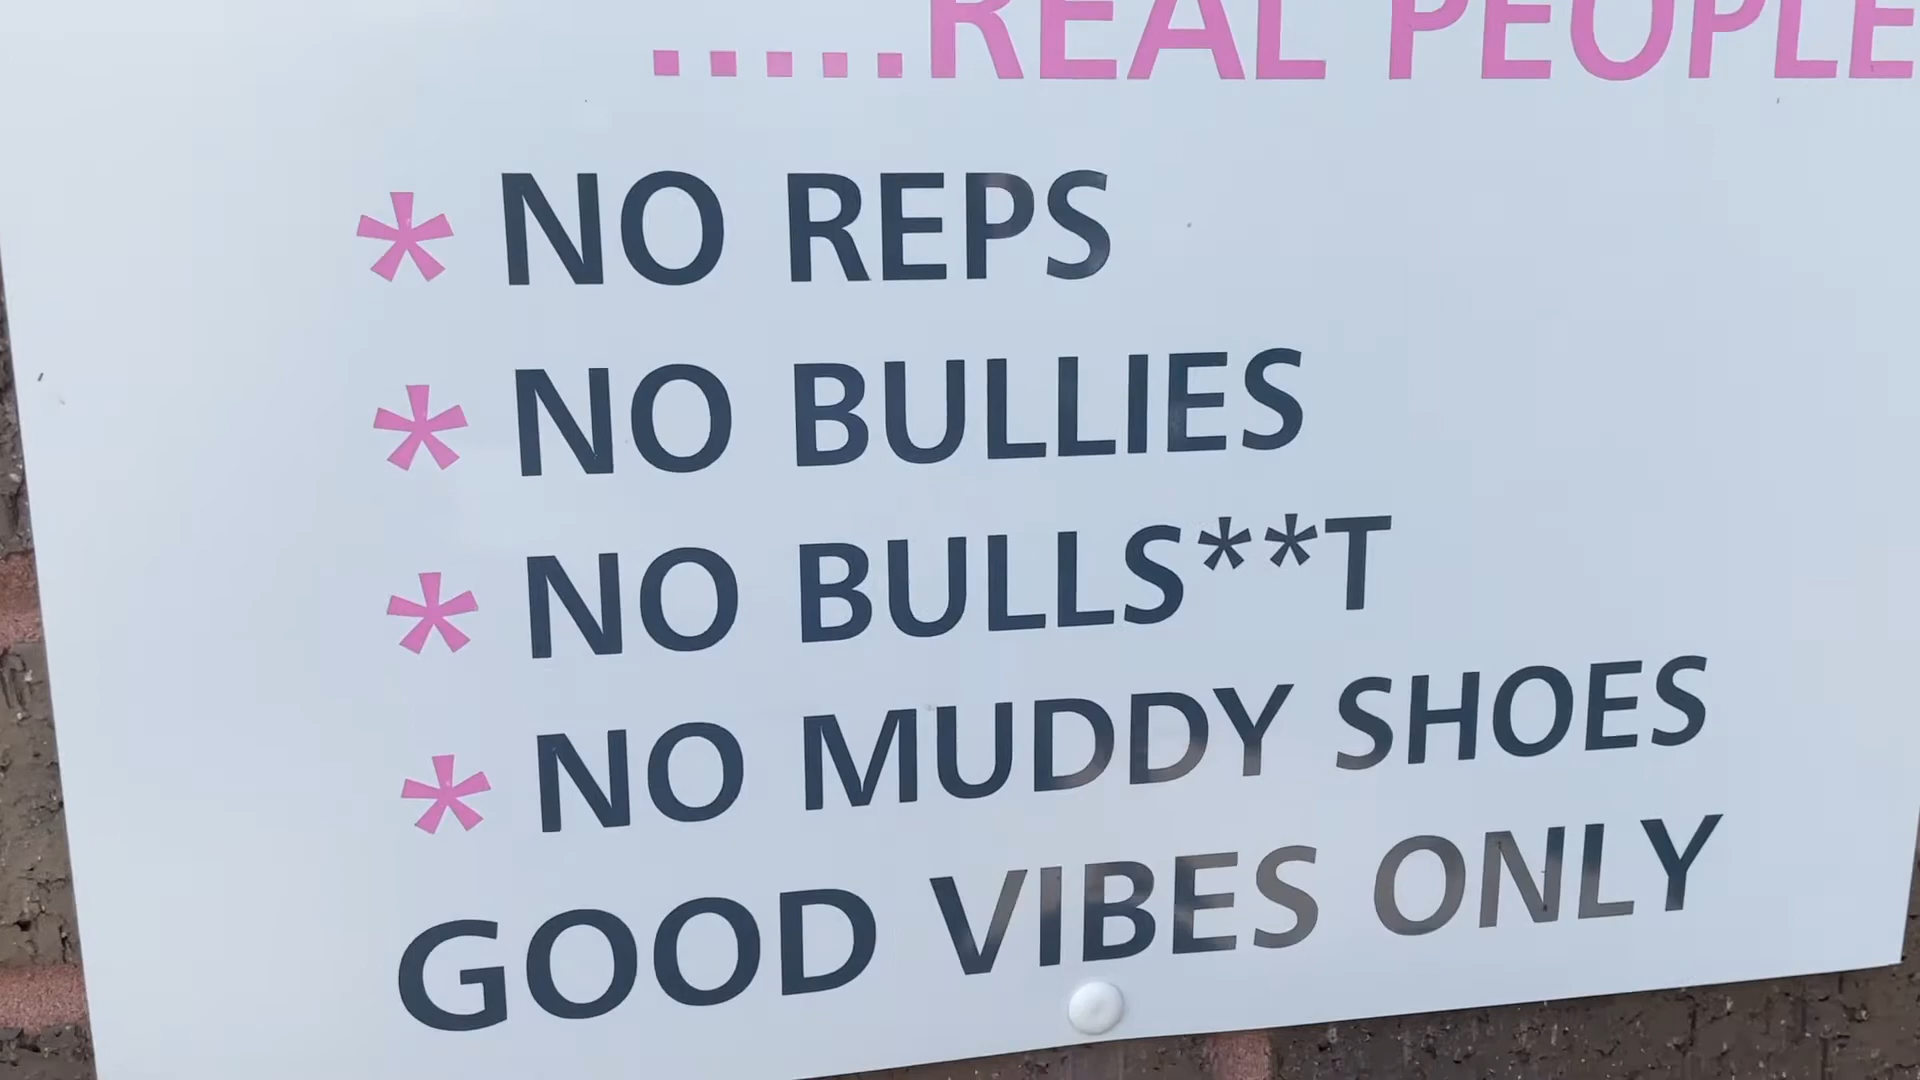 .....REAL PEOPLE
* NO REPS
* NO BULLIES
* NO BULLS**T
* NO MUDDY SHOES
GOOD VIBES ONLY